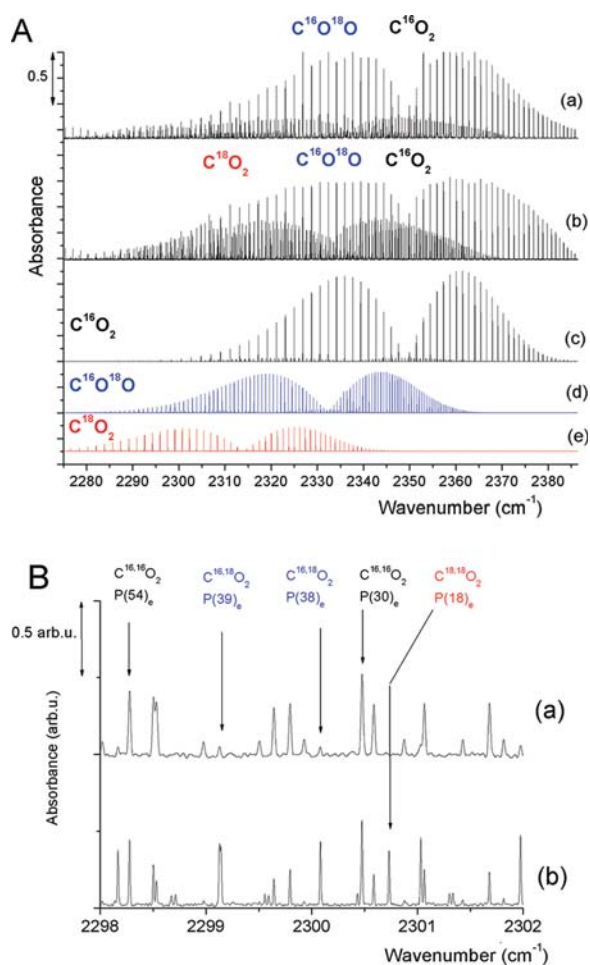 A
C¹⁶O¹⁸O
C¹⁶O₂
0.5
(a)
C¹⁸O₂
C¹⁶O¹⁸O
C¹⁶O₂
(b)
Absorbance
C¹⁶O₂
(c)
C¹⁶O¹⁸O
(d)
C¹⁸O₂
(e)
2280 2290 2300 2310 2320 2330 2340 2350 2360 2370 2380
Wavenumber (cm⁻¹)
B
C¹⁶,¹⁶O₂
P(54)ₑ
C¹⁶,¹⁸O₂
P(39)ₑ
C¹⁶,¹⁸O₂
P(38)ₑ
C¹⁶,¹⁶O₂
P(30)ₑ
C¹⁸,¹⁸O₂
P(18)ₑ
0.5 arb.u.
(a)
Absorbance (arb.u.)
(b)
2298 2299 2300 2301 2302
Wavenumber (cm⁻¹)